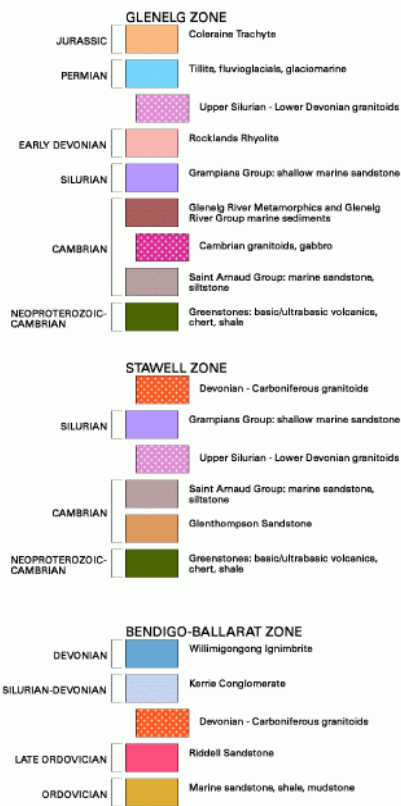 GLENELG ZONE
JURASSIC
Coleraine Trachyte
PERMIAN
Tillite, fluvioglacials, glaciomarine
Upper Silurian - Lower Devonian granitoids
EARLY DEVONIAN
Rocklands Rhyolite
SILURIAN
Grampians Group: shallow marine sandstone
CAMBRIAN
Glenelg River Metamorphics and Glenelg
River Group marine sediments
Cambrian granitoids, gabbro
Saint Arnaud Group: marine sandstone,
siltstone
NEOPROTEROZOIC-
CAMBRIAN
Greenstones: basic/ultrabasic volcanics,
chert, shale
STAWELL ZONE
Devonian - Carboniferous granitoids
SILURIAN
Grampians Group: shallow marine sandstone
Upper Silurian - Lower Devonian granitoids
CAMBRIAN
Saint Arnaud Group: marine sandstone,
siltstone
Glenthompson Sandstone
NEOPROTEROZOIC-
CAMBRIAN
Greenstones: basic/ultrabasic volcanics,
chert, shale
BENDIGO-BALLARAT ZONE
DEVONIAN
Willimigongong Ignimbrite
SILURIAN-DEVONIAN
Kerrie Conglomerate
Devonian - Carboniferous granitoids
LATE ORDOVICIAN
Riddell Sandstone
ORDOVICIAN
Marine sandstone, shale, mudstone